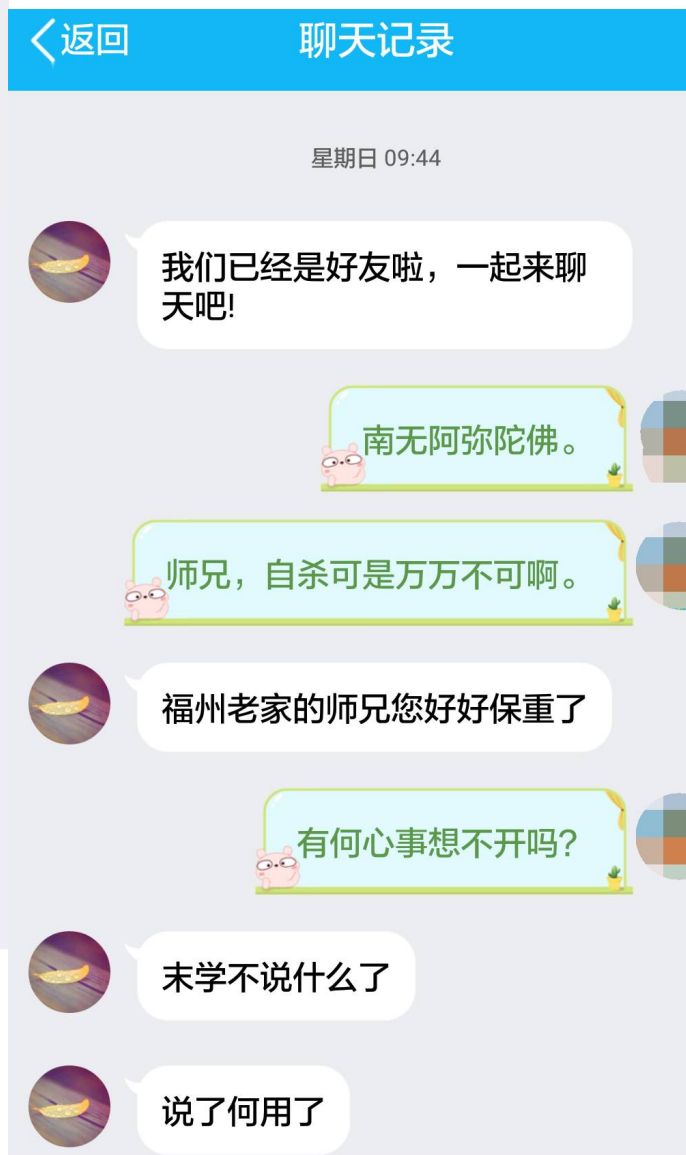 返回 聊天记录
星期日 09:44
我们已经是好友啦，一起来聊
天吧!
南无阿弥陀佛。
师兄，自杀可是万万不可啊。
福州老家的师兄您好好保重了
有何心事想不开吗?
末学不说什么了
说了何用了